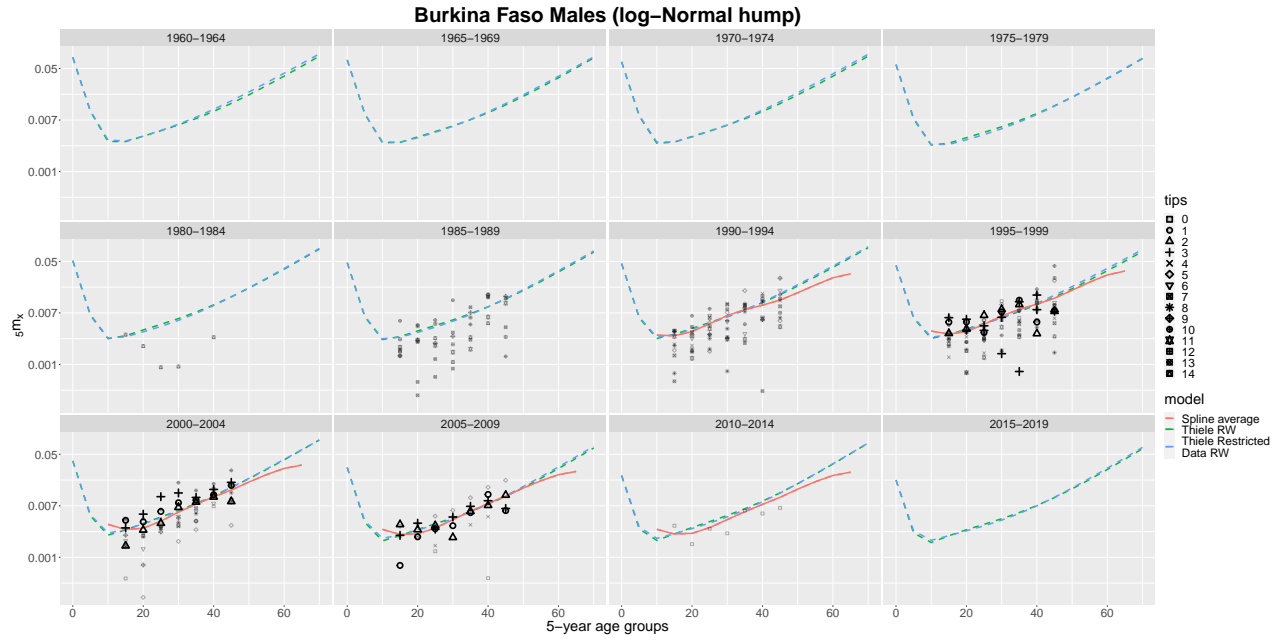 Burkina Faso Males (log−Normal hump)
1960−1964 1965−1969 1970−1974 1975−1979
0.05
0.007
0.001
1980−1984 1985−1989 1990−1994 1995−1999
0.05
0.007
0.001
2000−2004 2005−2009 2010−2014 2015−2019
0.05
0.007
0.001
0 20 40 60 0 20 40 60 0 20 40 60 0 20 40 60
5−year age groups
5mx
tips
0
1
2
3
4
5
6
7
8
9
10
11
12
13
14
model
Spline average
Thiele RW
Thiele Restricted
Data RW